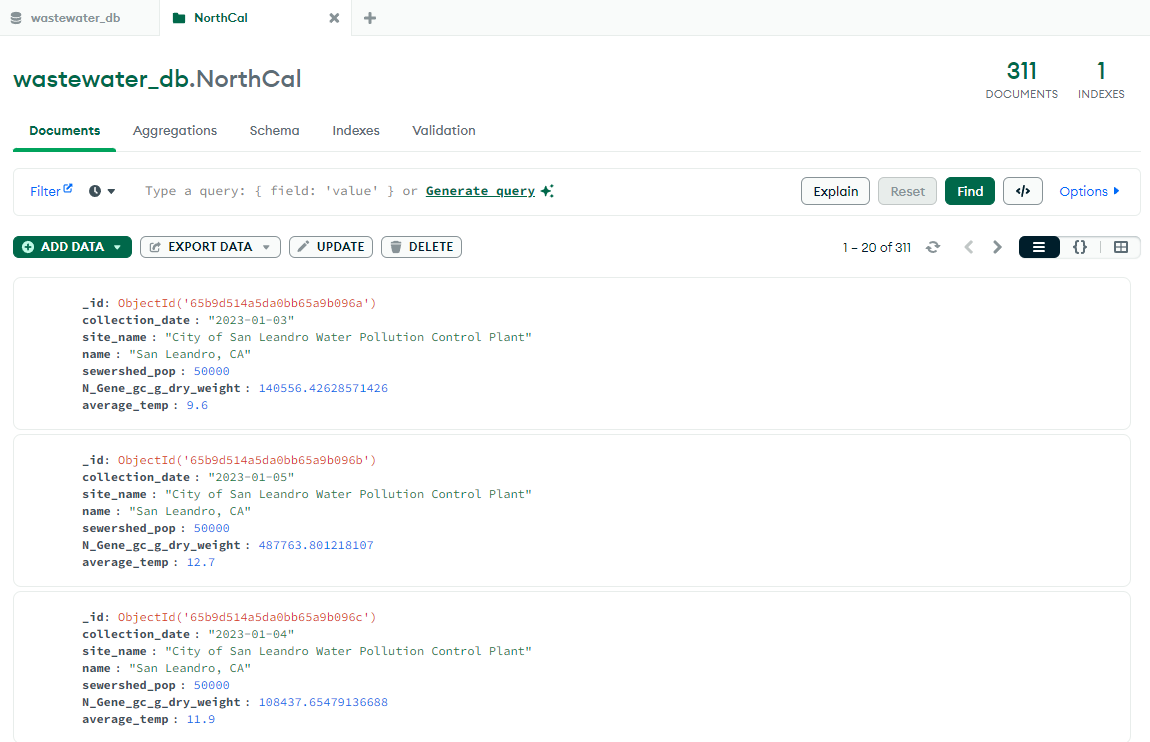 wastewater_db
NorthCal
wastewater_db.NorthCal
311
DOCUMENTS
1
INDEXES
Documents
Aggregations
Schema
Indexes
Validation
Filter
Type a query: { field: 'value' } or Generate query
Explain
Reset
Find
</>
Options
ADD DATA
EXPORT DATA
UPDATE
DELETE
1 – 20 of 311
{}
_id: ObjectId('65b9d514a5da0bb65a9b096a')
collection_date : "2023-01-03"
site_name : "City of San Leandro Water Pollution Control Plant"
name : "San Leandro, CA"
sewershed_pop : 50000
N_Gene_gc_g_dry_weight : 140556.42628571426
average_temp : 9.6
_id: ObjectId('65b9d514a5da0bb65a9b096b')
collection_date : "2023-01-05"
site_name : "City of San Leandro Water Pollution Control Plant"
name : "San Leandro, CA"
sewershed_pop : 50000
N_Gene_gc_g_dry_weight : 487763.801218107
average_temp : 12.7
_id: ObjectId('65b9d514a5da0bb65a9b096c')
collection_date : "2023-01-04"
site_name : "City of San Leandro Water Pollution Control Plant"
name : "San Leandro, CA"
sewershed_pop : 50000
N_Gene_gc_g_dry_weight : 108437.65479136688
average_temp : 11.9